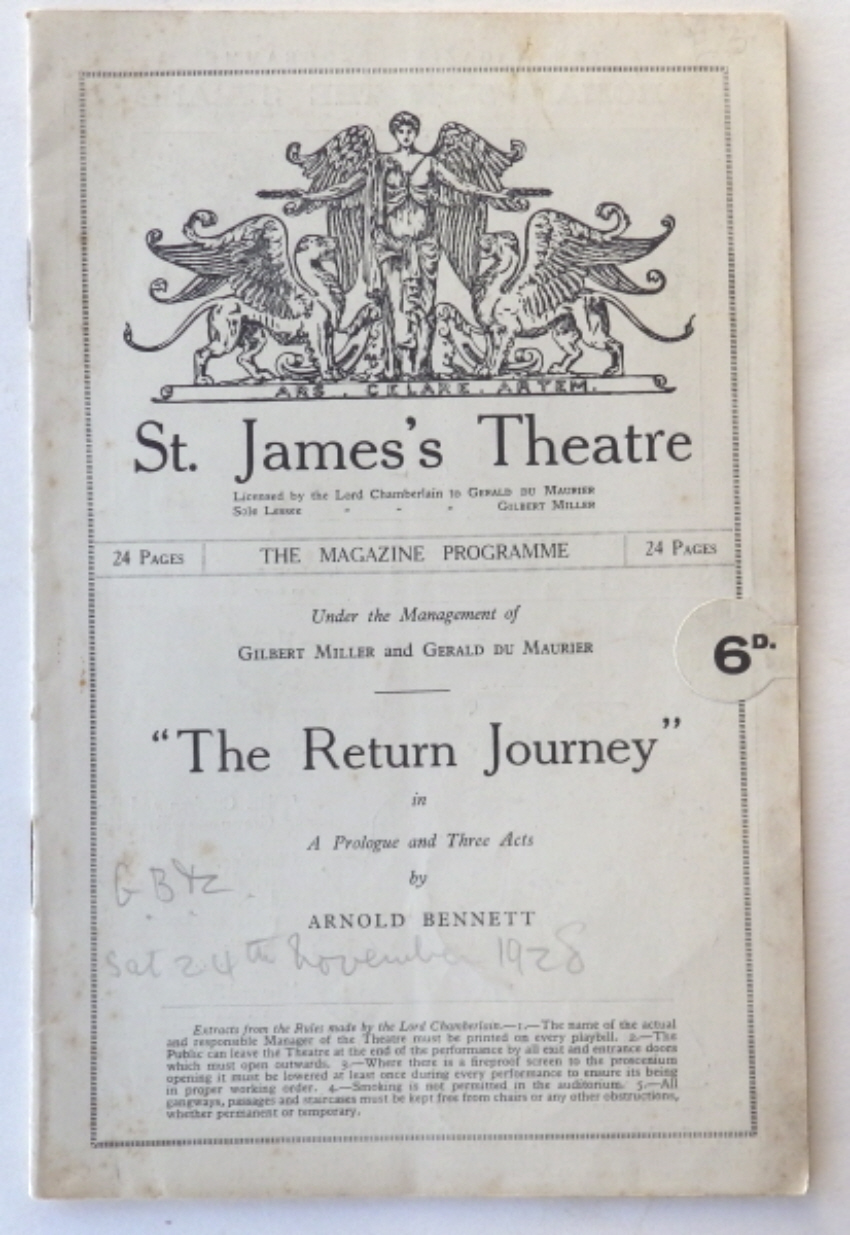 ARS . CELARE . ARTEM.
St. James's Theatre
Licensed by the Lord Chamberlain to GERALD DU MAURIER
Sole Lessee - - - GILBERT MILLER
24 PAGES THE MAGAZINE PROGRAMME 24 PAGES
Under the Management of
GILBERT MILLER and GERALD DU MAURIER
6D.
"The Return Journey"
in
A Prologue and Three Acts
by
ARNOLD BENNETT
Sat 24th November 1928
Extracts from the Rules made by the Lord Chamberlain.—1.—The name of the actual
and responsible Manager of the Theatre must be printed on every playbill. 2.—The
Public can leave the Theatre at the end of the performance by all exit and entrance doors
which must open outwards. 3.—Where there is a fireproof screen to the proscenium
opening it must be lowered at least once during every performance to ensure its being
in proper working order. 4.—Smoking is not permitted in the auditorium. 5.—All
gangways, passages and staircases must be kept free from chairs or any other obstructions,
whether permanent or temporary.